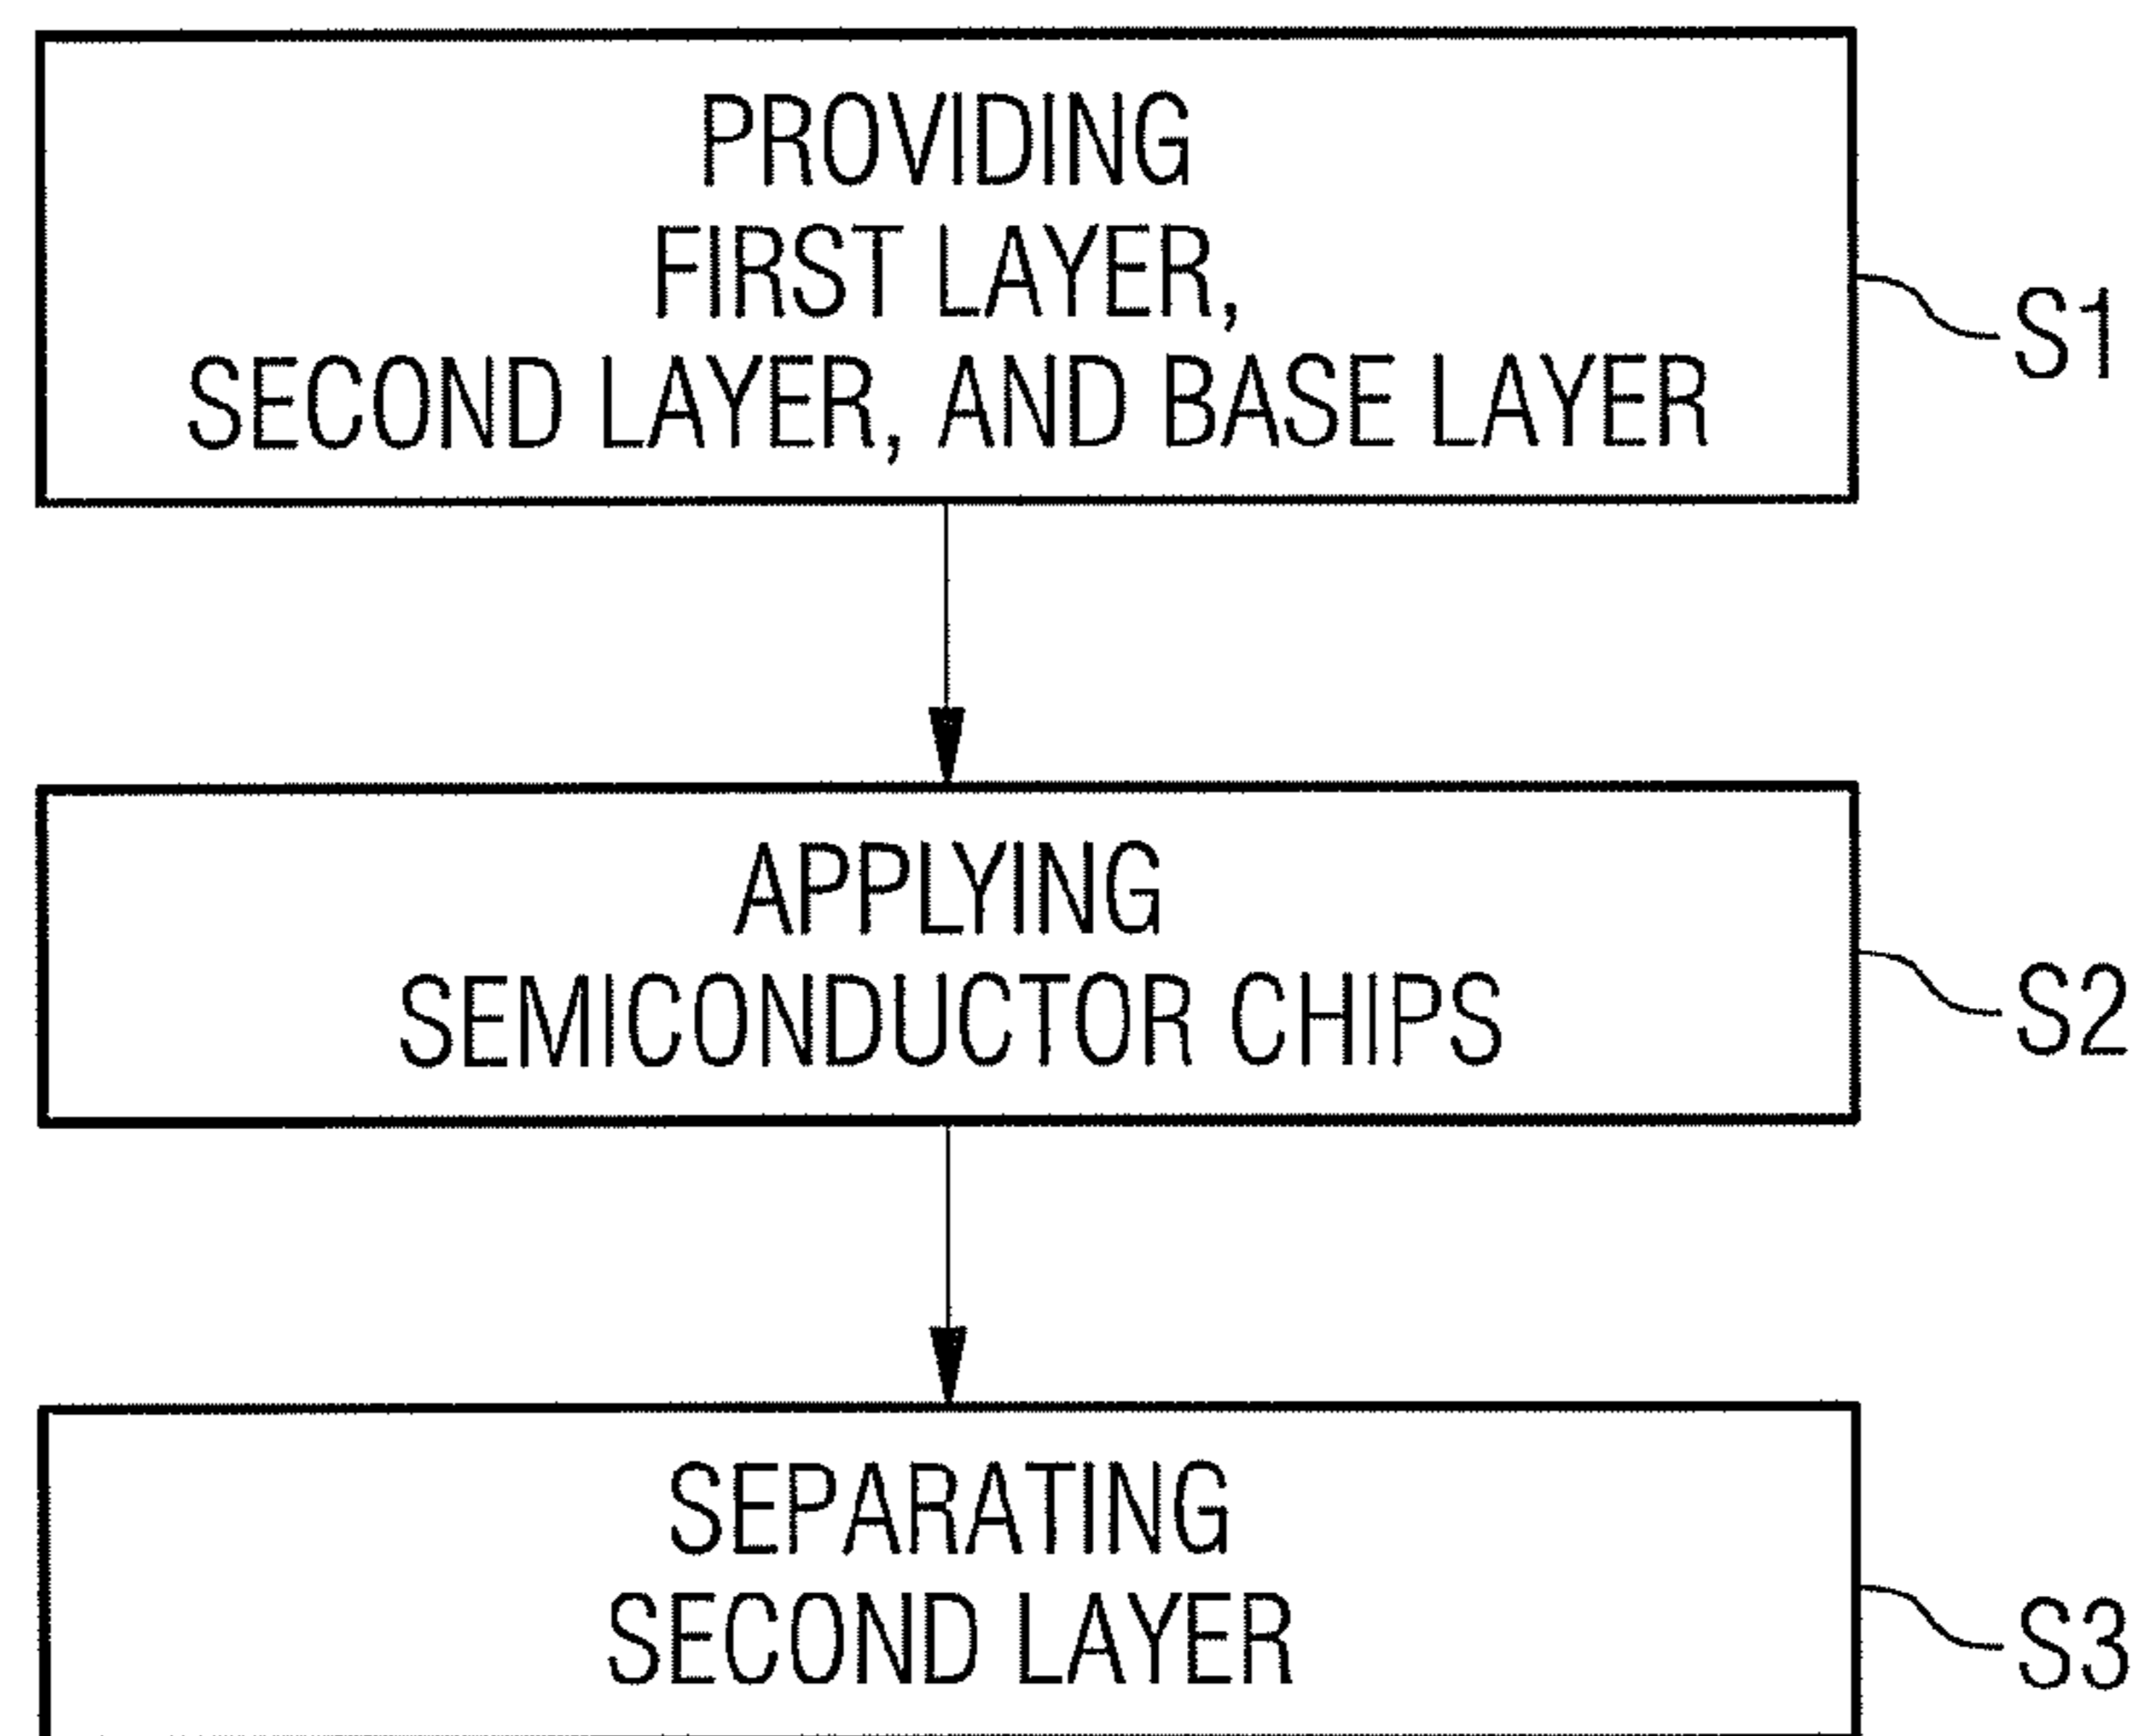 PROVIDING
FIRST LAYER,
SECOND LAYER, AND BASE LAYER
S1
APPLYING
SEMICONDUCTOR CHIPS
S2
SEPARATING
SECOND LAYER
S3